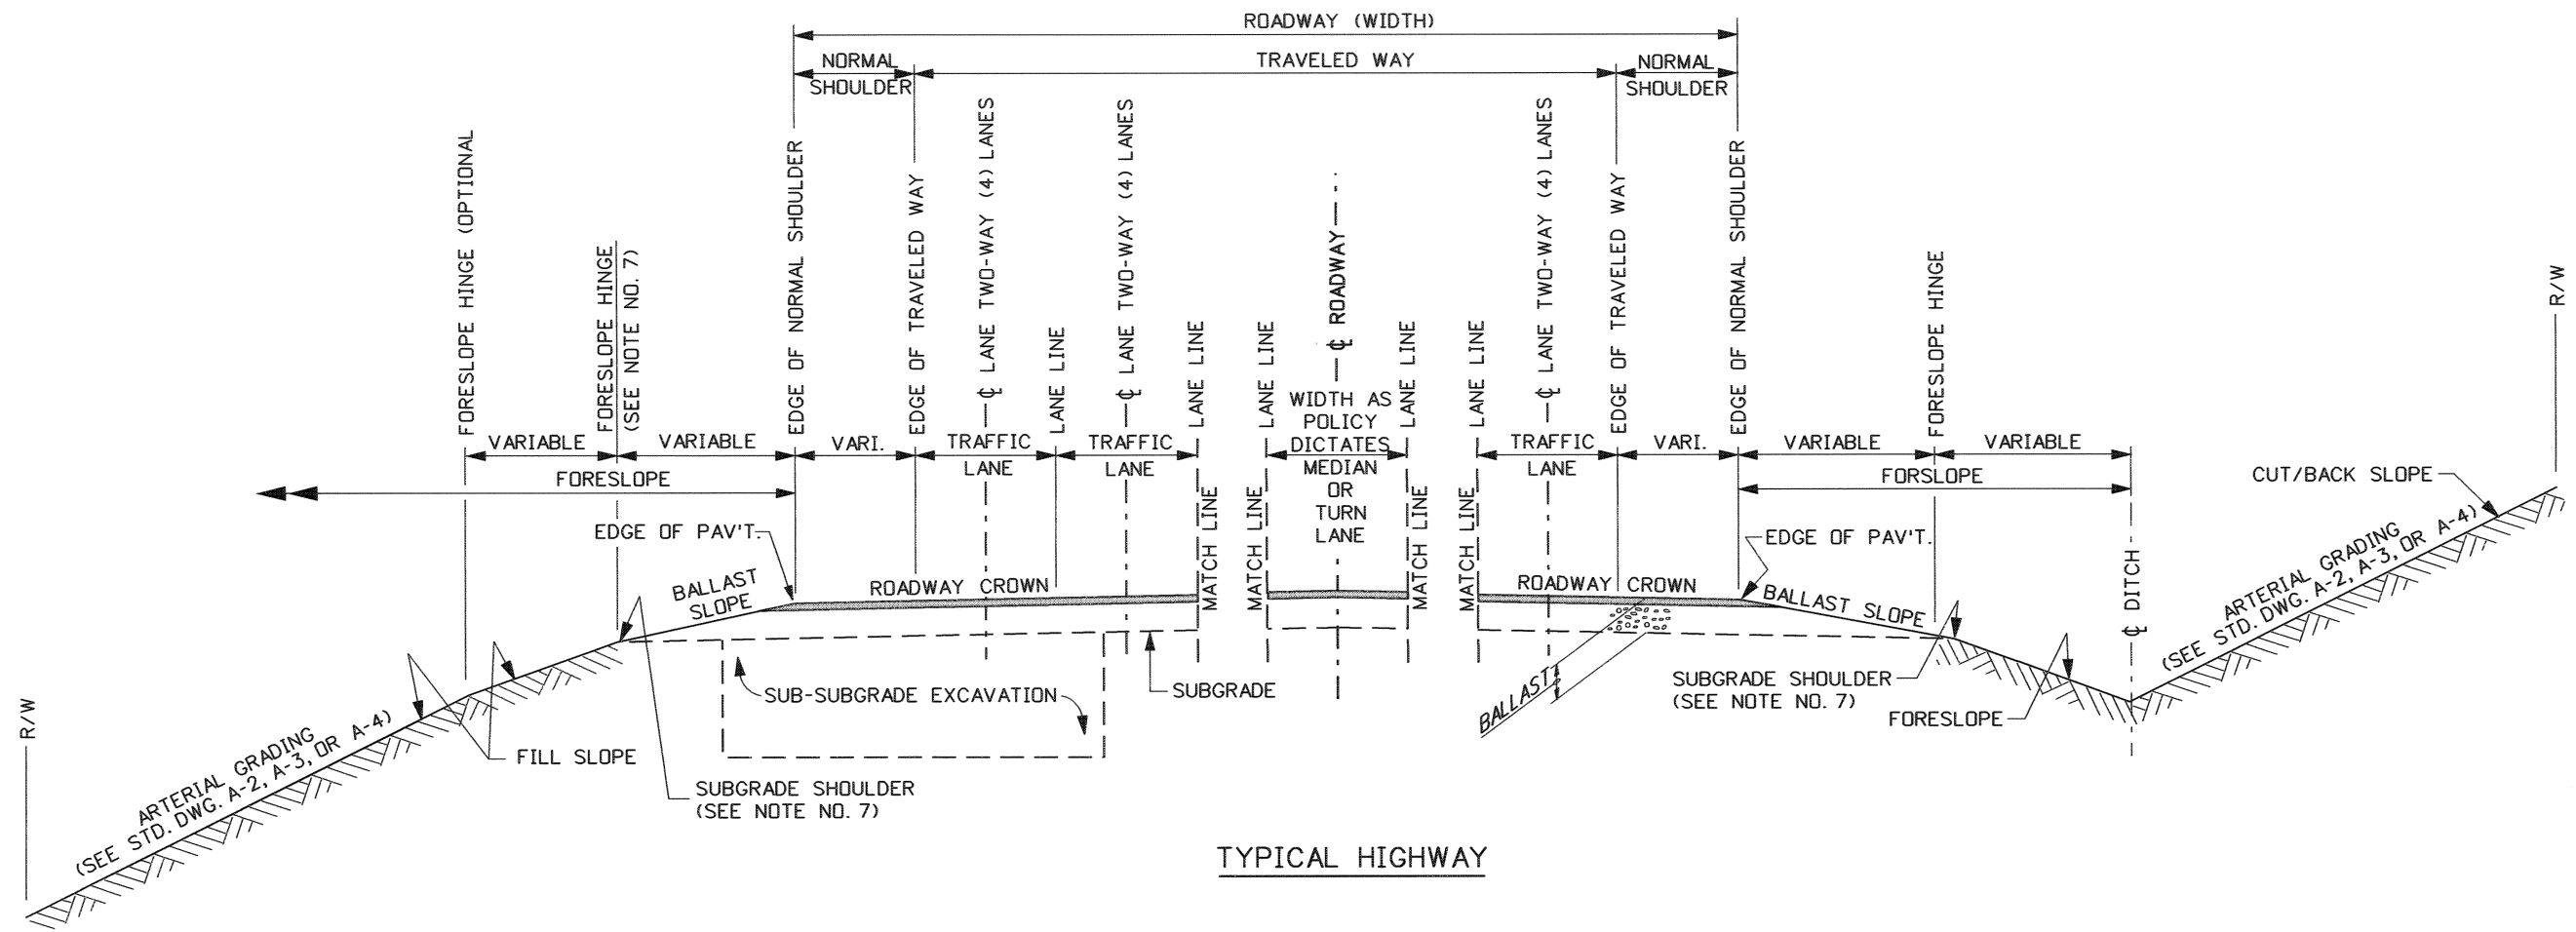 ROADWAY (WIDTH)
NORMAL
SHOULDER
TRAVELED WAY
NORMAL
SHOULDER
R/W
FORESLOPE HINGE (OPTIONAL
FORESLOPE HINGE
(SEE NOTE NO. 7)
EDGE OF NORMAL SHOULDER
EDGE OF TRAVELED WAY
℄ LANE TWO-WAY (4) LANES
LANE LINE
℄ LANE TWO-WAY (4) LANES
LANE LINE
LANE LINE
℄ ROADWAY
LANE LINE
LANE LINE
℄ LANE TWO-WAY (4) LANES
EDGE OF TRAVELED WAY
EDGE OF NORMAL SHOULDER
FORESLOPE HINGE
R/W
VARIABLE
VARIABLE
VARI.
TRAFFIC
LANE
TRAFFIC
LANE
WIDTH AS
POLICY
DICTATES
MEDIAN
OR
TURN
LANE
TRAFFIC
LANE
VARI.
VARIABLE
VARIABLE
FORESLOPE
FORSLOPE
MATCH LINE
MATCH LINE
MATCH LINE
MATCH LINE
CUT/BACK SLOPE
EDGE OF PAV'T.
EDGE OF PAV'T.
BALLAST
SLOPE
ROADWAY CROWN
ROADWAY CROWN
BALLAST SLOPE
℄ DITCH
ARTERIAL GRADING
(SEE STD. DWG. A-2, A-3, OR A-4)
SUB-SUBGRADE EXCAVATION
SUBGRADE
BALLAST
SUBGRADE SHOULDER
(SEE NOTE NO. 7)
FORESLOPE
ARTERIAL GRADING
(SEE STD. DWG. A-2, A-3, OR A-4)
FILL SLOPE
SUBGRADE SHOULDER
(SEE NOTE NO. 7)
TYPICAL HIGHWAY